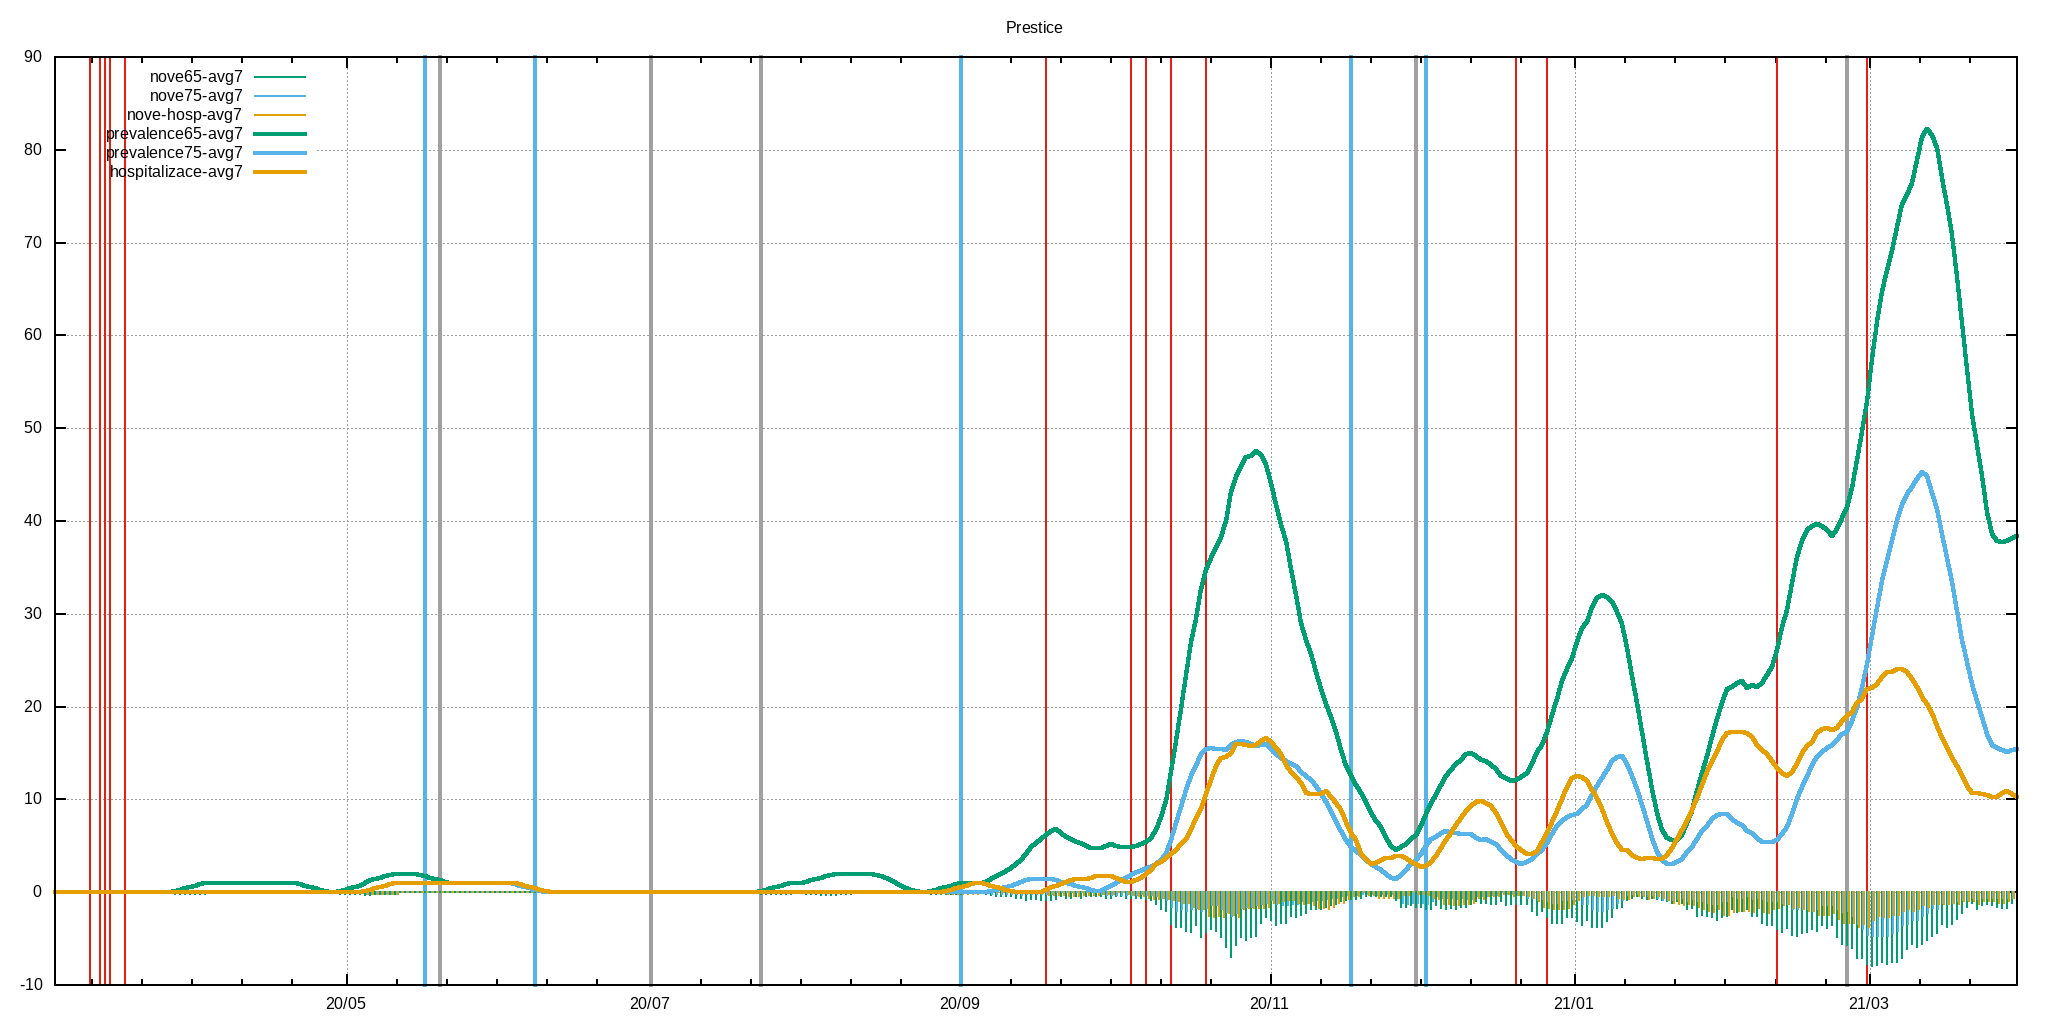 Prestice
90
80
70
60
50
40
30
20
10
0
-10
nove65-avg7
nove75-avg7
nove-hosp-avg7
prevalence65-avg7
prevalence75-avg7
hospitalizace-avg7
20/05 20/07 20/09 20/11 21/01 21/03